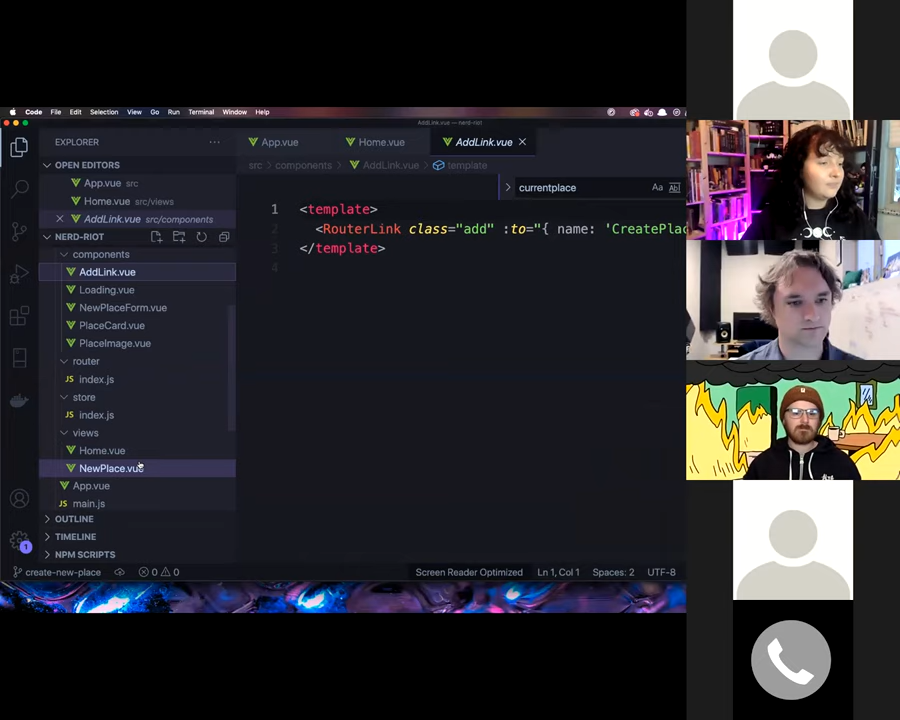 Code File Edit Selection View Go Run Terminal Window Help
AddLink.vue — nerd-riot
EXPLORER
App.vue
Home.vue
AddLink.vue
OPEN EDITORS
src
components
AddLink.vue
template
App.vue src
Home.vue src/views
currentplace
Aa
Abl
AddLink.vue src/components
1 <template>
2 <RouterLink class="add" :to="{ name: 'CreatePlac
3 </template>
4
NERD-RIOT
components
AddLink.vue
Loading.vue
NewPlaceForm.vue
PlaceCard.vue
PlaceImage.vue
router
JS index.js
store
JS index.js
views
Home.vue
NewPlace.vue
App.vue
JS main.js
OUTLINE
TIMELINE
NPM SCRIPTS
1
create-new-place
0
0
Screen Reader Optimized
Ln 1, Col 1
Spaces: 2
UTF-8